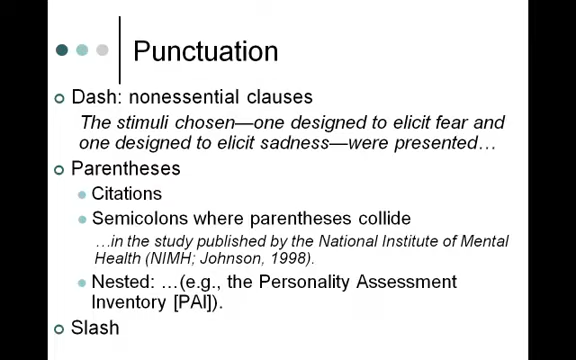 Punctuation
Dash: nonessential clauses
The stimuli chosen—one designed to elicit fear and
one designed to elicit sadness—were presented…
Parentheses
Citations
Semicolons where parentheses collide
…in the study published by the National Institute of Mental
Health (NIMH; Johnson, 1998).
Nested: …(e.g., the Personality Assessment
Inventory [PAI]).
Slash